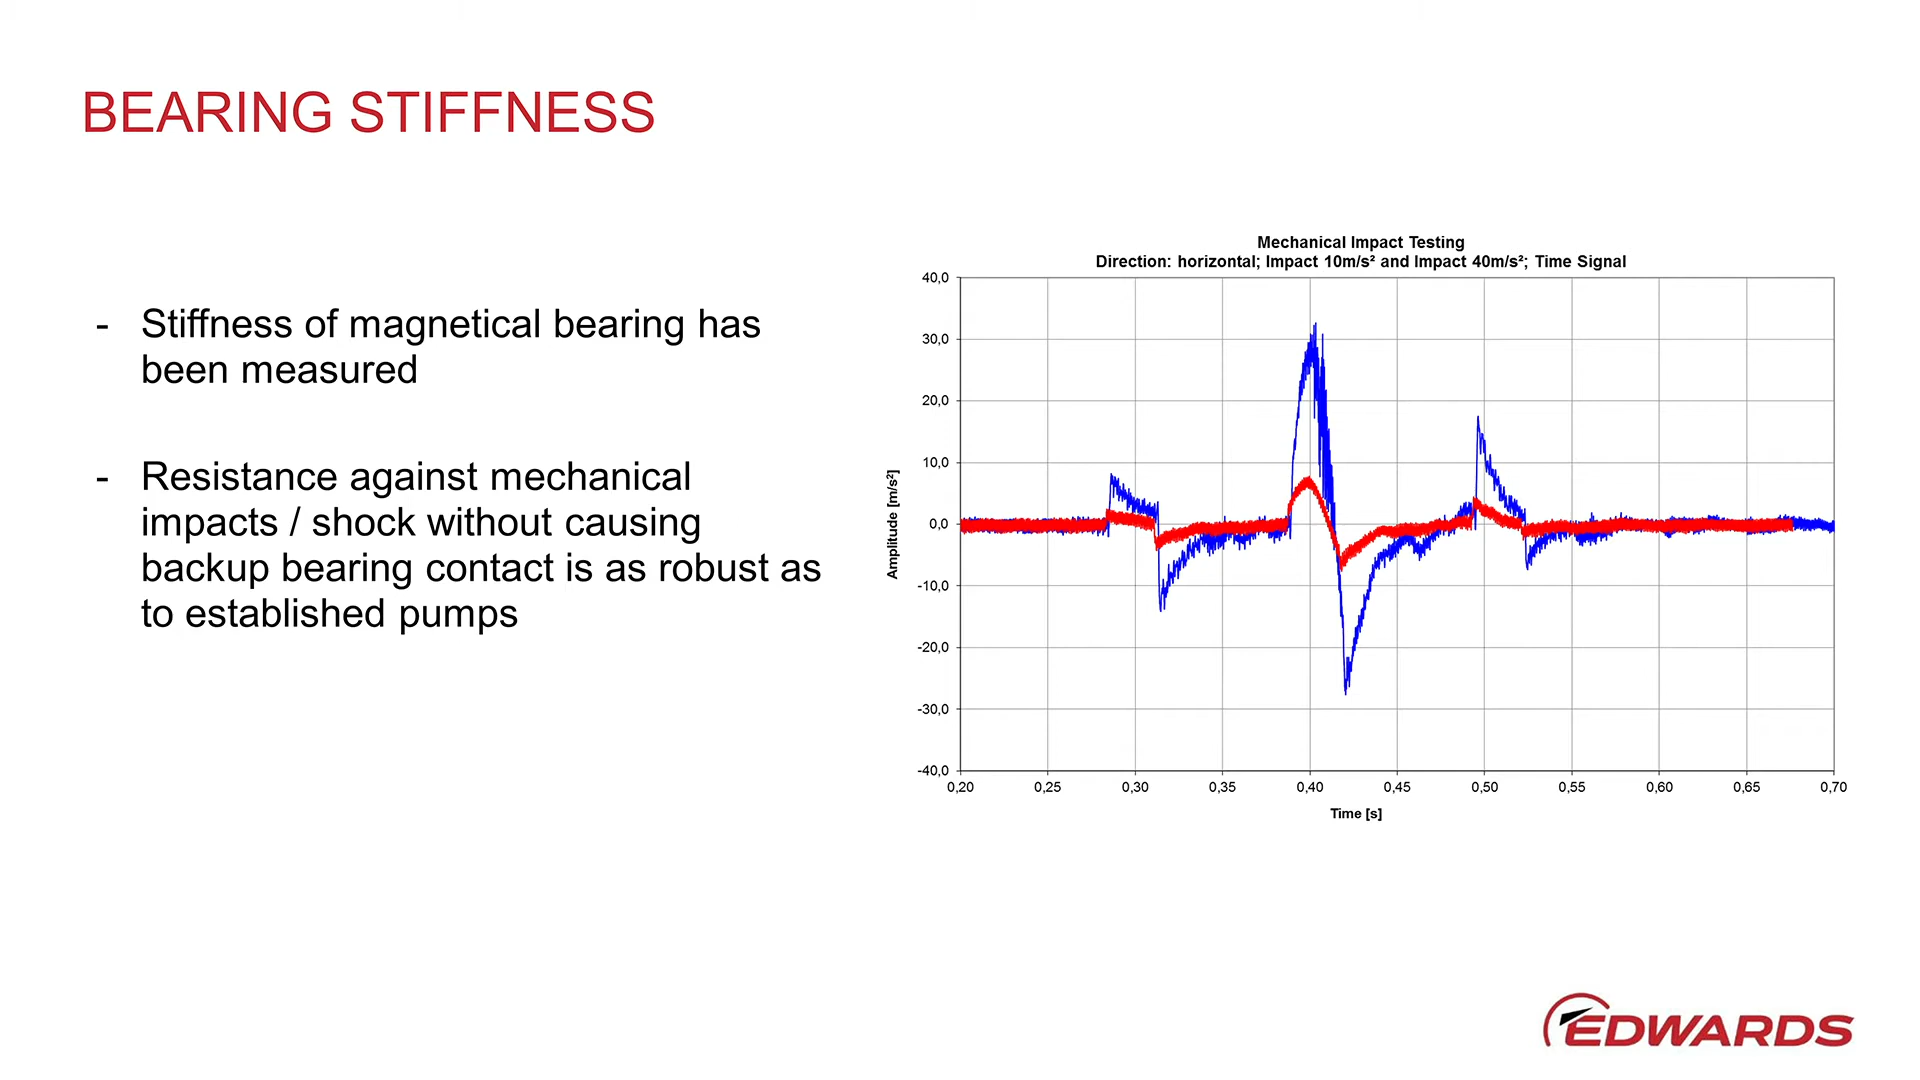 BEARING STIFFNESS
- Stiffness of magnetical bearing has
been measured
- Resistance against mechanical
impacts / shock without causing
backup bearing contact is as robust as
to established pumps
Mechanical Impact Testing
Direction: horizontal; Impact 10m/s² and Impact 40m/s²; Time Signal
40,0
30,0
20,0
10,0
0,0
-10,0
-20,0
-30,0
-40,0
Amplitude [m/s²]
0,20 0,25 0,30 0,35 0,40 0,45 0,50 0,55 0,60 0,65 0,70
Time [s]
EDWARDS